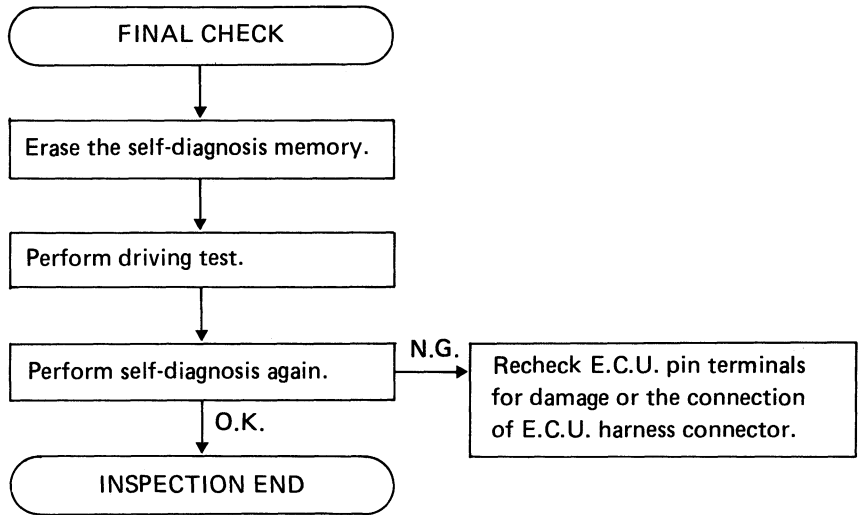 FINAL CHECK
Erase the self-diagnosis memory.
Perform driving test.
Perform self-diagnosis again.
N.G.
Recheck E.C.U. pin terminals
for damage or the connection
of E.C.U. harness connector.
O.K.
INSPECTION END